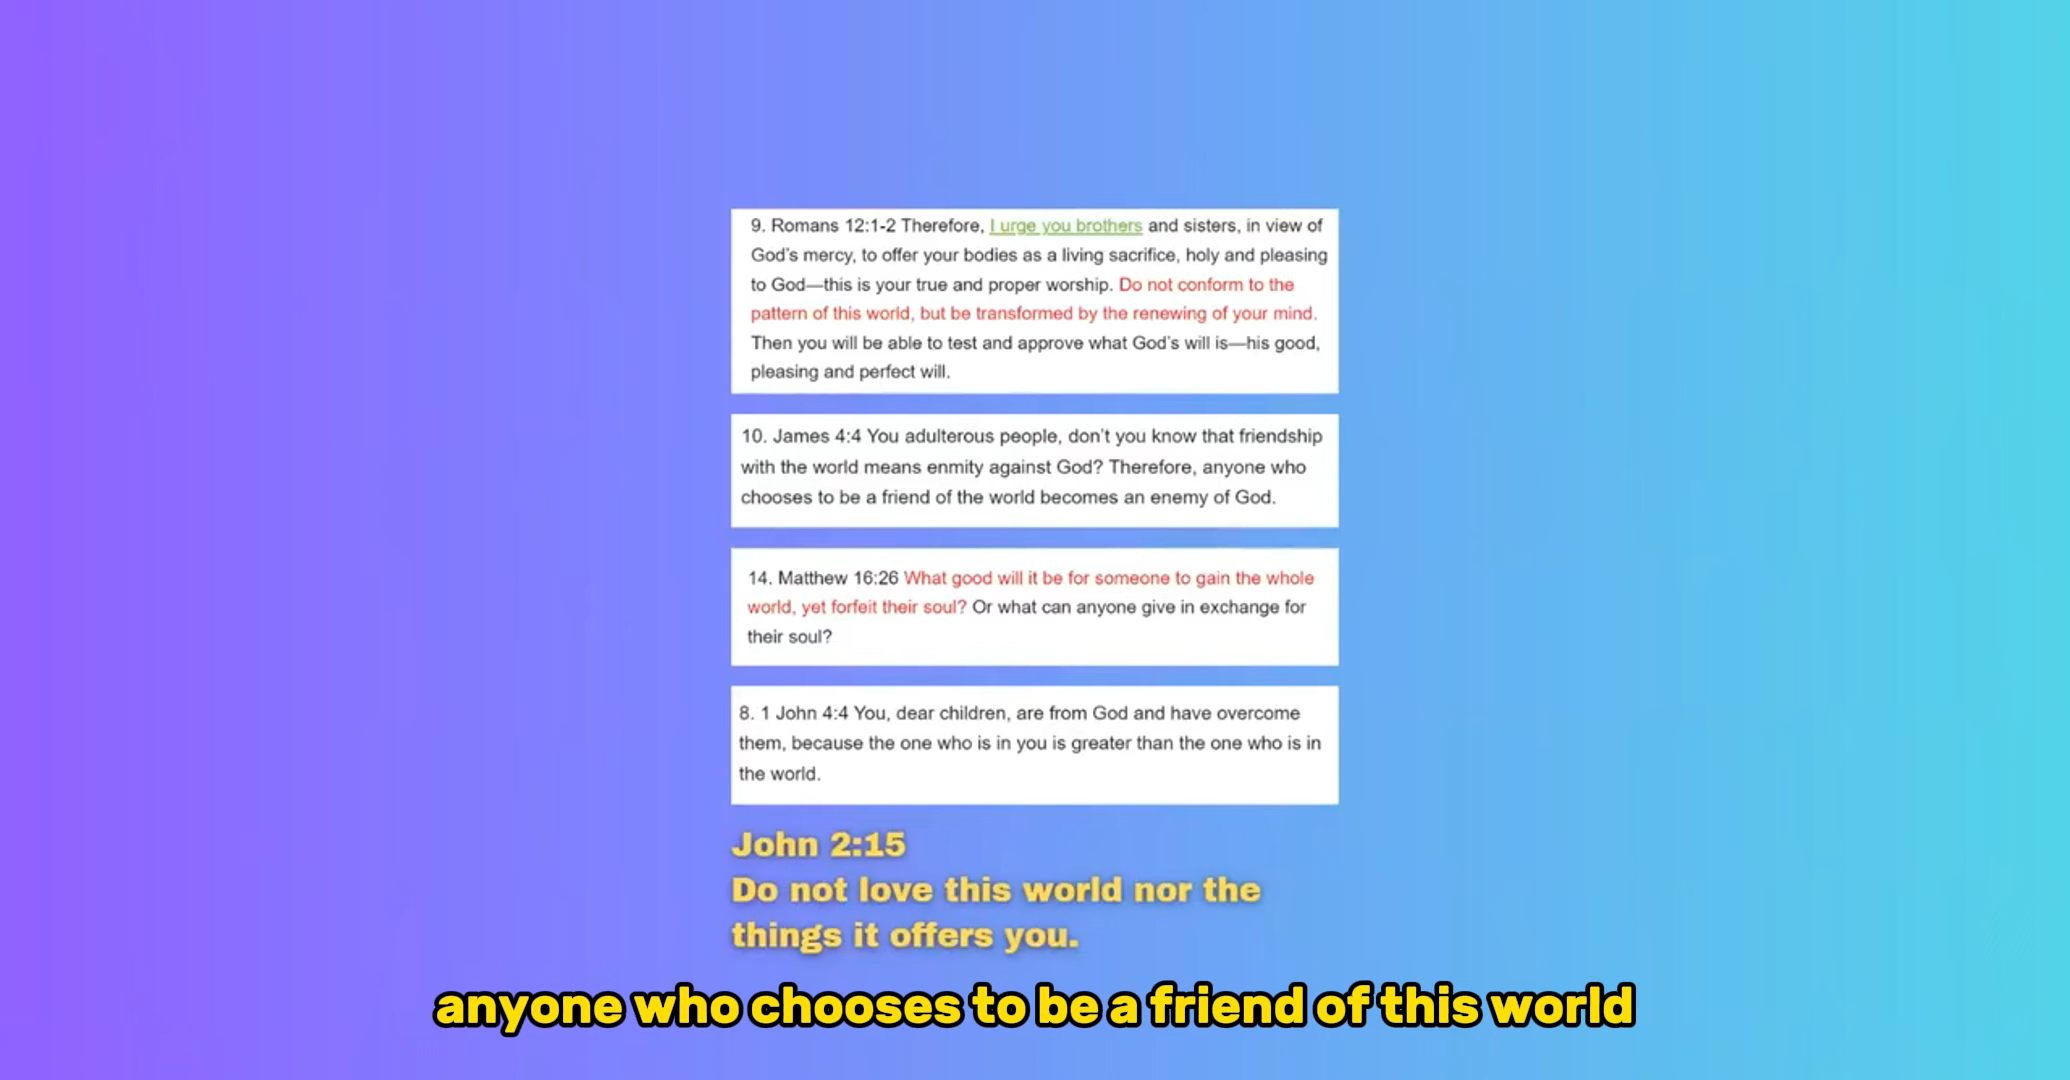 9. Romans 12:1-2 Therefore, I urge you brothers and sisters, in view of
God's mercy, to offer your bodies as a living sacrifice, holy and pleasing
to God—this is your true and proper worship. Do not conform to the
pattern of this world, but be transformed by the renewing of your mind.
Then you will be able to test and approve what God's will is—his good,
pleasing and perfect will.
10. James 4:4 You adulterous people, don't you know that friendship
with the world means enmity against God? Therefore, anyone who
chooses to be a friend of the world becomes an enemy of God.
14. Matthew 16:26 What good will it be for someone to gain the whole
world, yet forfeit their soul? Or what can anyone give in exchange for
their soul?
8. 1 John 4:4 You, dear children, are from God and have overcome
them, because the one who is in you is greater than the one who is in
the world.
John 2:15
Do not love this world nor the
things it offers you.
anyone who chooses to be a friend of this world